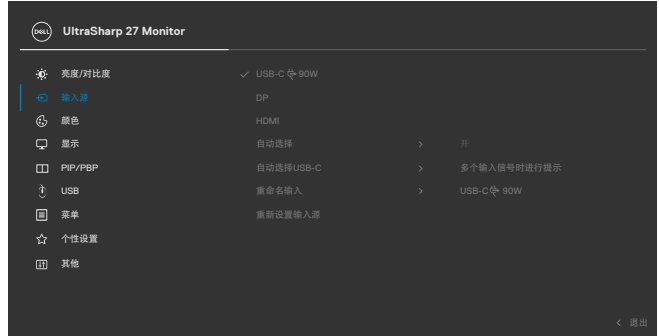 DELL UltraSharp 27 Monitor
亮度/对比度 USB-C 90W
输入源 DP
颜色 HDMI
显示 自动选择 开
PIP/PBP 自动选择USB-C 多个输入信号时进行提示
USB 重命名输入 USB-C 90W
菜单 重新设置输入源
个性设置
其他
退出